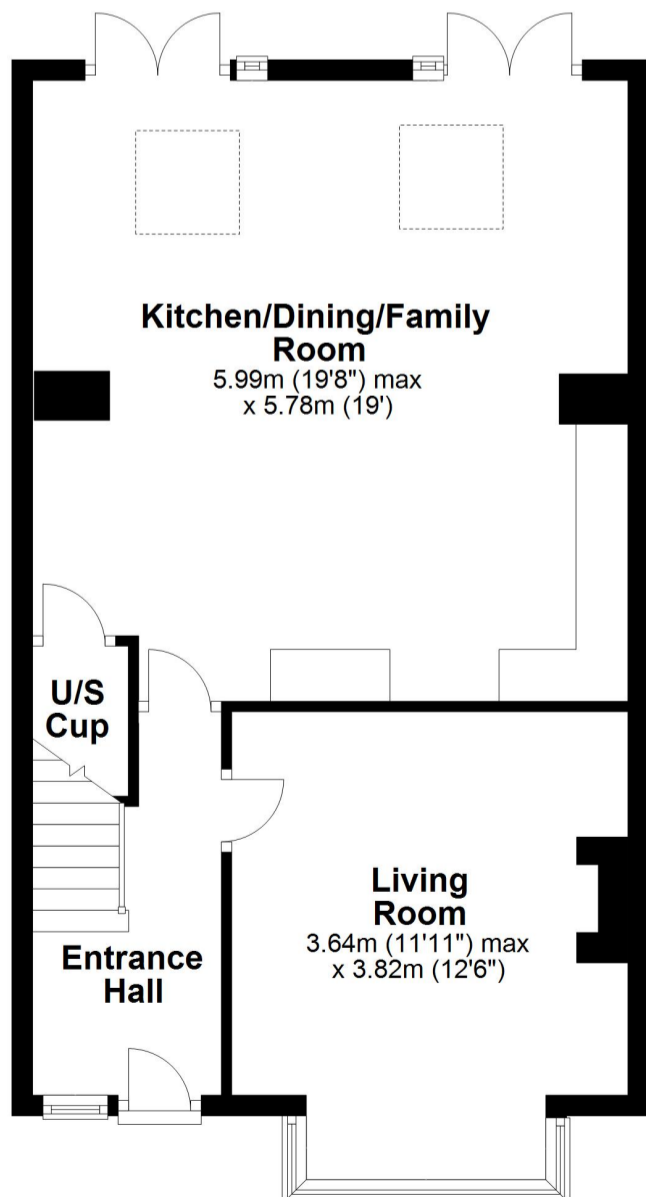 Kitchen/Dining/Family
Room
5.99m (19'8") max
x 5.78m (19')
U/S
Cup
Living
Room
3.64m (11'11") max
x 3.82m (12'6")
Entrance
Hall